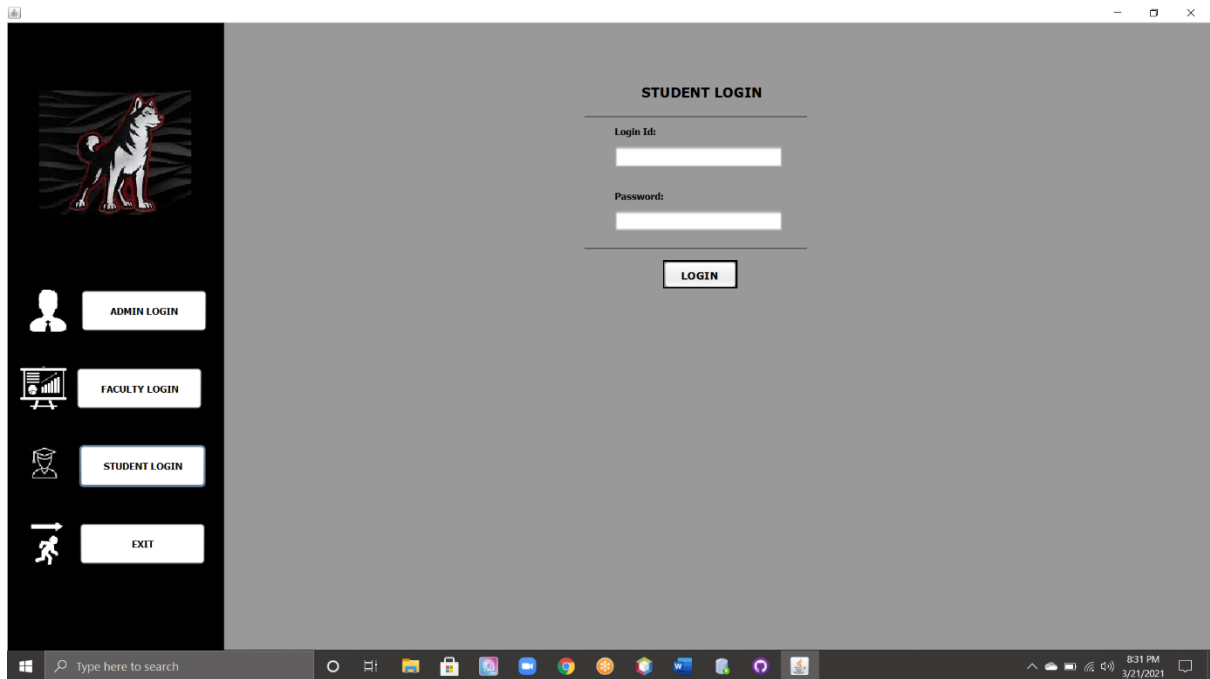 STUDENT LOGIN
Login Id:
Password:
LOGIN
ADMIN LOGIN
FACULTY LOGIN
STUDENT LOGIN
EXIT
Type here to search
8:31 PM
3/21/2021